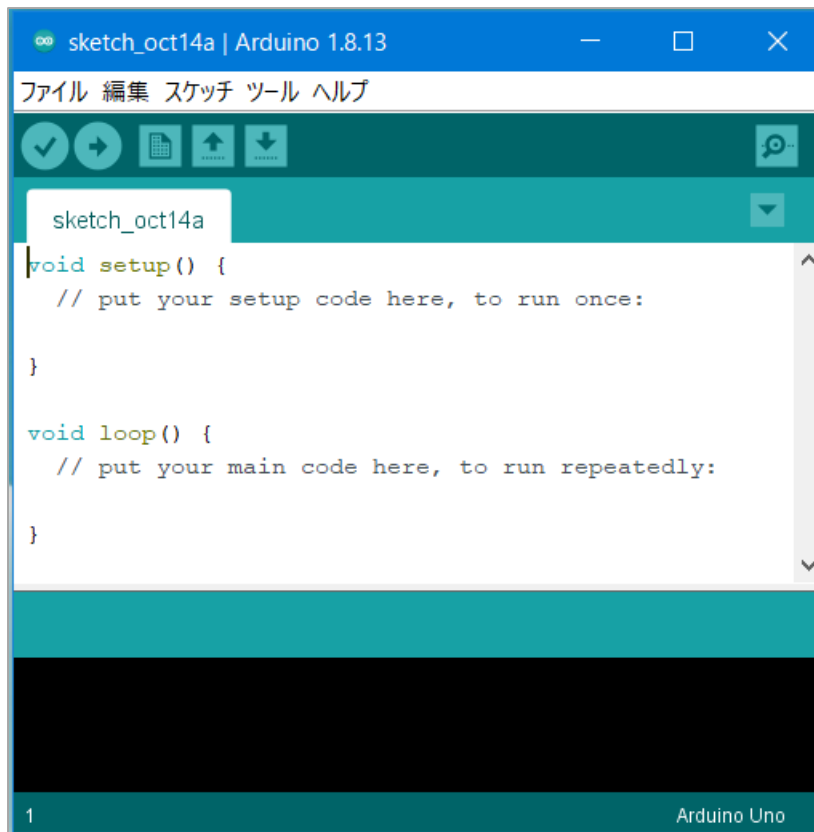 sketch_oct14a | Arduino 1.8.13
ファイル 編集 スケッチ ツール ヘルプ
sketch_oct14a
void setup() {
  // put your setup code here, to run once:
}
void loop() {
  // put your main code here, to run repeatedly:
}
1 Arduino Uno